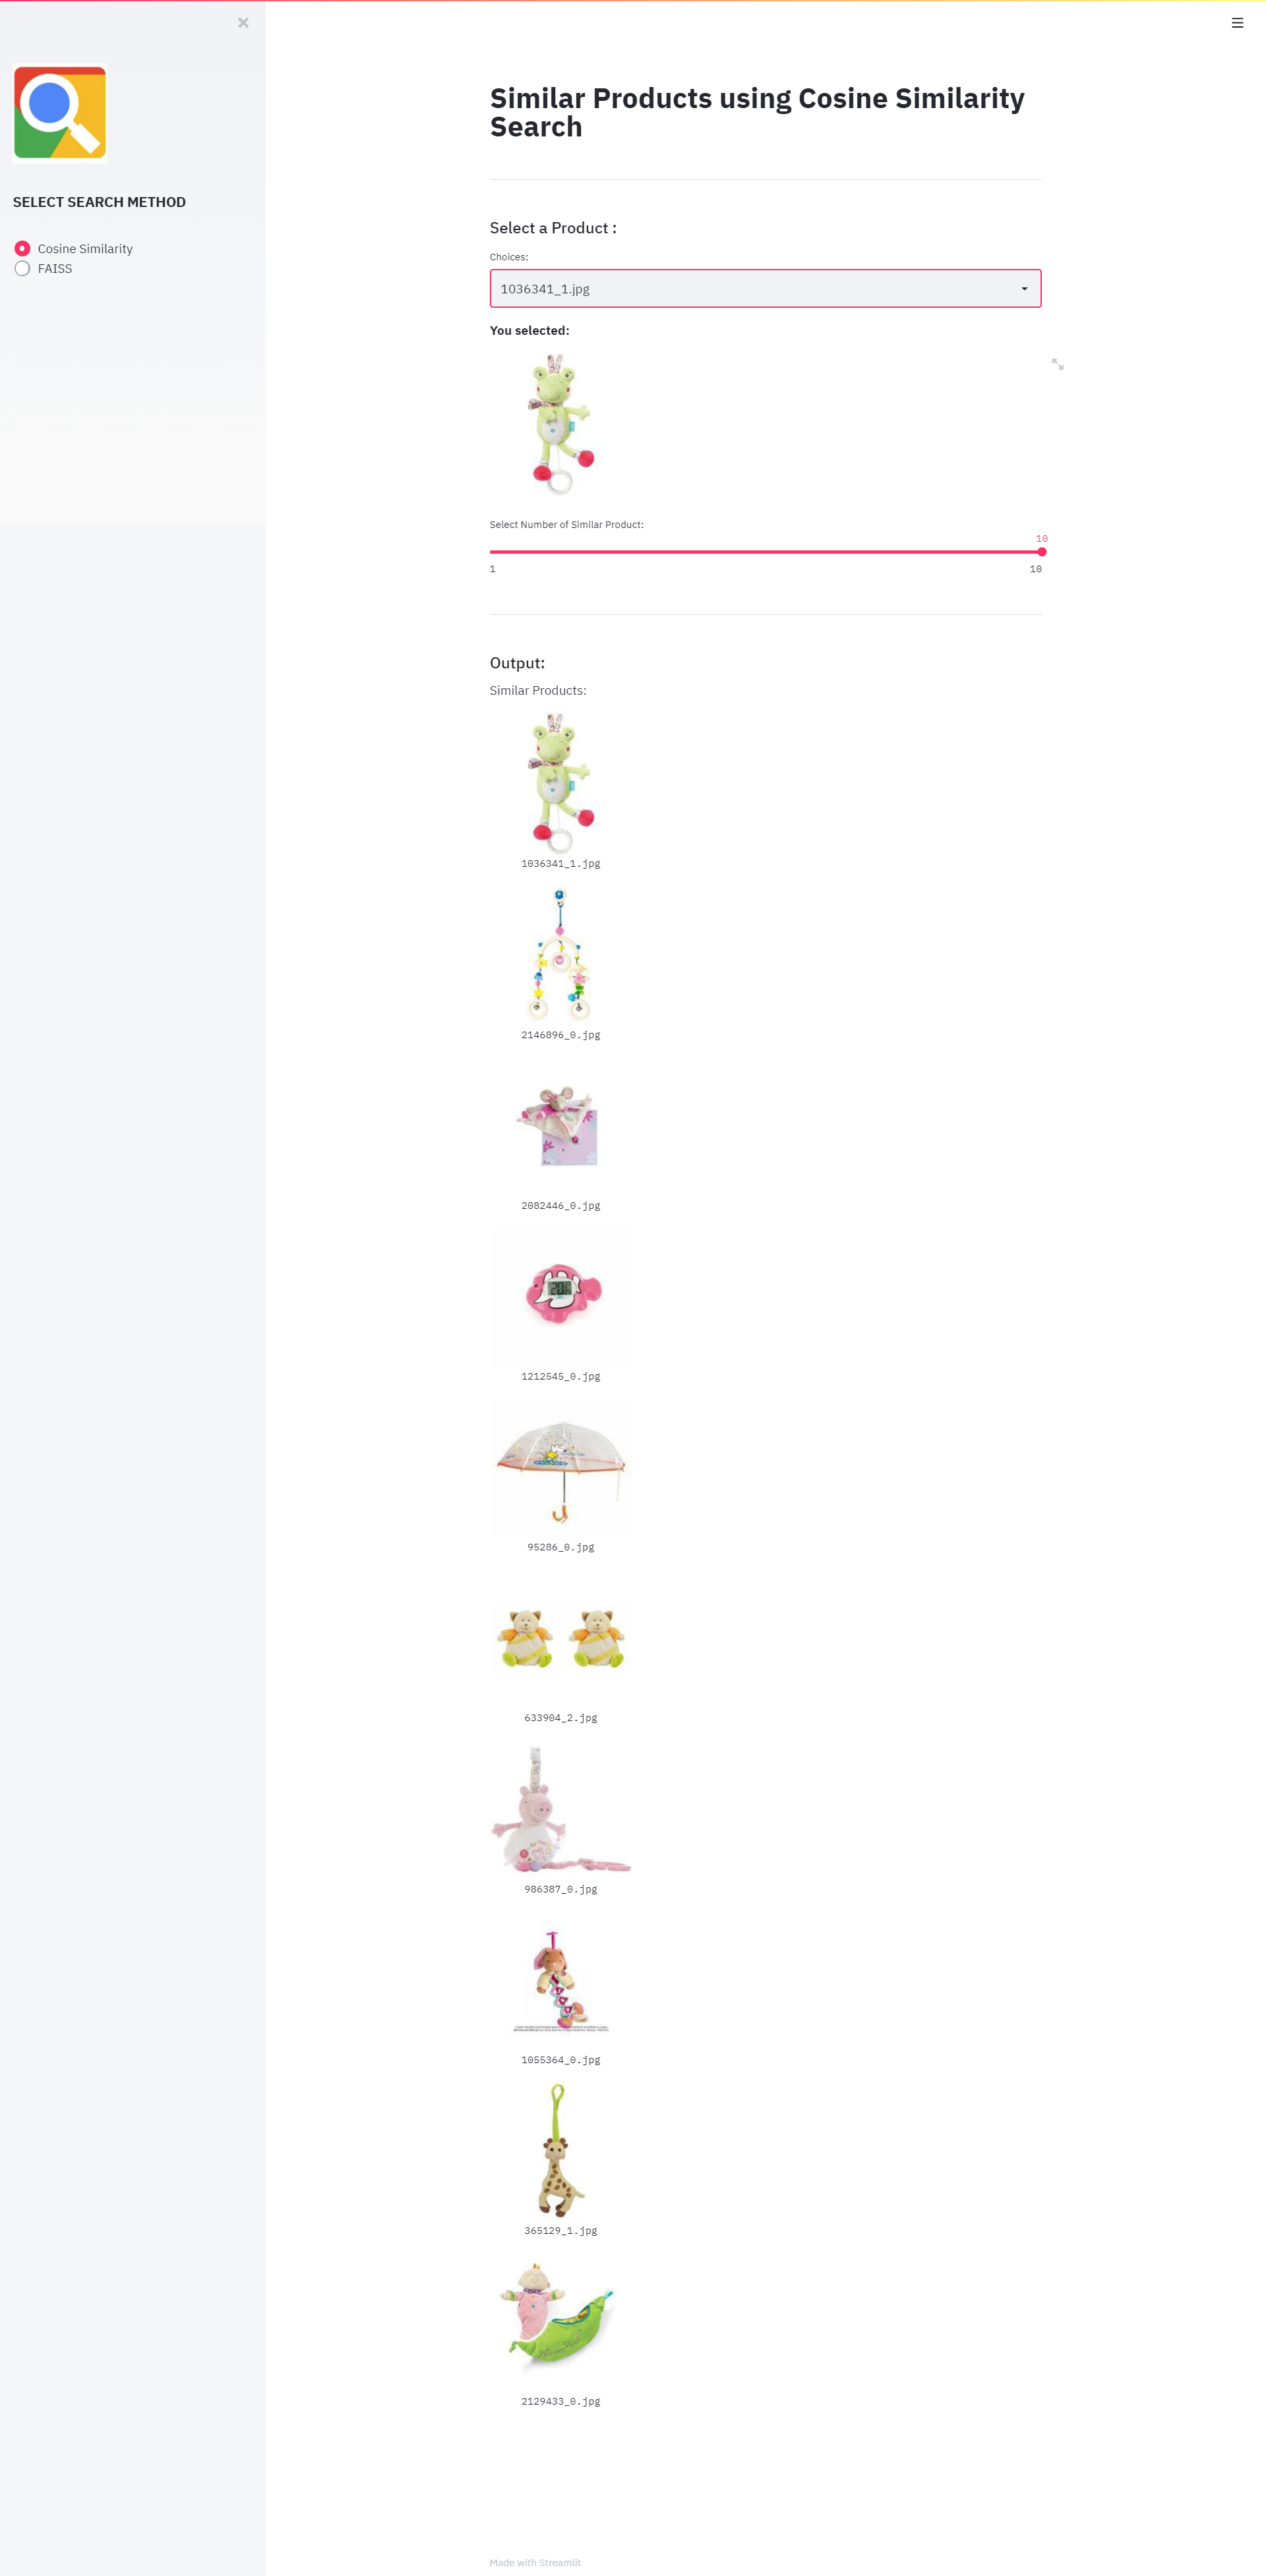 ×
SELECT SEARCH METHOD
Cosine Similarity
FAISS
Similar Products using Cosine Similarity
Search
Select a Product :
Choices:
1036341_1.jpg
You selected:
Select Number of Similar Product:
10
1
10
Output:
Similar Products:
1036341_1.jpg
2146896_0.jpg
2082446_0.jpg
1212545_0.jpg
95286_0.jpg
633904_2.jpg
986387_0.jpg
1055364_0.jpg
365129_1.jpg
2129433_0.jpg
Made with Streamlit